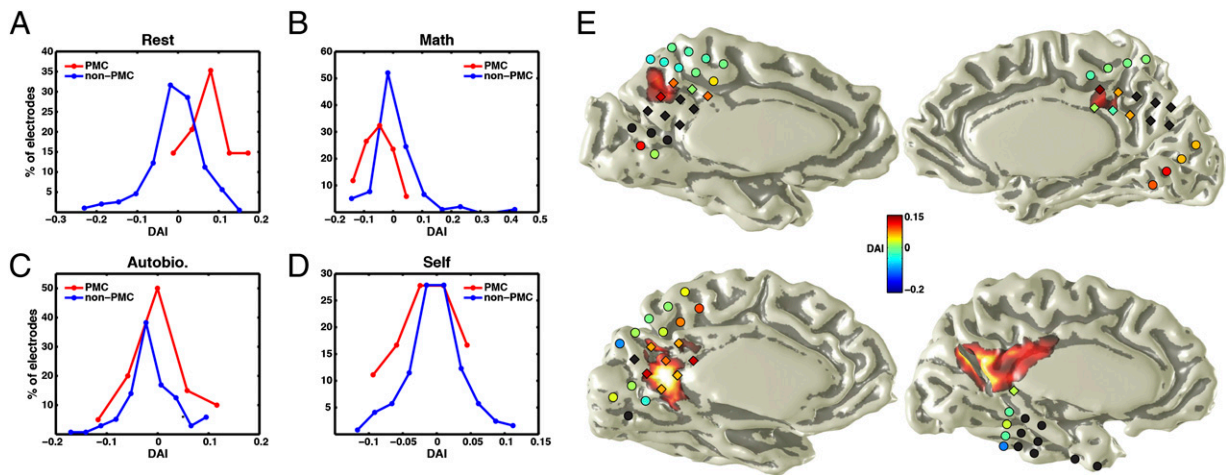 A
Rest
40
35
30
25
20
15
10
5
% of electrodes
PMC
non–PMC
−0.3
−0.2
−0.1
0
0.1
0.2
DAI
B
Math
60
50
40
30
20
10
PMC
non–PMC
−0.2
−0.1
0
0.1
0.2
0.3
0.4
0.5
DAI
C
Autobio.
50
40
30
20
10
% of electrodes
PMC
non–PMC
−0.2
−0.1
0
0.1
0.2
DAI
D
Self
30
25
20
15
10
5
PMC
non–PMC
−0.15
−0.1
−0.05
0
0.05
0.1
0.15
DAI
E
0.15
DAI
0
−0.2